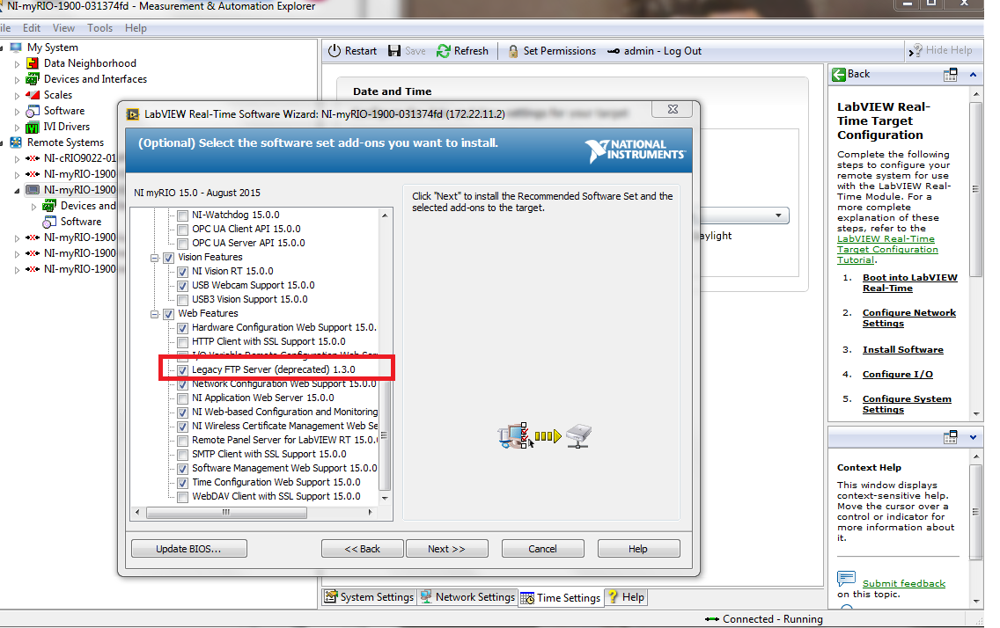 NI-myRIO-1900-031374fd - Measurement & Automation Explorer
ile Edit View Tools Help
My System
Data Neighborhood
Devices and Interfaces
Scales
Software
IVI Drivers
Remote Systems
NI-cRIO9022-01
NI-myRIO-1900
NI-myRIO-1900
Devices and
Software
NI-myRIO-1900
NI-myRIO-1900
NI-myRIO-1900
Restart Save Refresh Set Permissions admin - Log Out
Hide Help
Date and Time
LabVIEW Real-Time Software Wizard: NI-myRIO-1900-031374fd (172.22.11.2)
(Optional) Select the software set add-ons you want to install.
NATIONAL
INSTRUMENTS™
NI myRIO 15.0 - August 2015
NI-Watchdog 15.0.0
OPC UA Client API 15.0.0
OPC UA Server API 15.0.0
Vision Features
NI Vision RT 15.0.0
USB Webcam Support 15.0.0
USB3 Vision Support 15.0.0
Web Features
Hardware Configuration Web Support 15.0.
HTTP Client with SSL Support 15.0.0
I/O Variable Remote Configuration Web Serv
Legacy FTP Server (deprecated) 1.3.0
Network Configuration Web Support 15.0.0
NI Application Web Server 15.0.0
NI Web-based Configuration and Monitoring
NI Wireless Certificate Management Web Se
Remote Panel Server for LabVIEW RT 15.0.
SMTP Client with SSL Support 15.0.0
Software Management Web Support 15.0.0
Time Configuration Web Support 15.0.0
WebDAV Client with SSL Support 15.0.0
Click "Next" to install the Recommended Software Set and the
selected add-ons to the target.
Update BIOS... << Back Next >> Cancel Help
aylight
System Settings Network Settings Time Settings Help
Back
LabVIEW Real-
Time Target
Configuration
Complete the following
steps to configure your
remote system for use
with the LabVIEW Real-
Time Module. For a
more complete
explanation of these
steps, refer to the
LabVIEW Real-Time
Target Configuration
Tutorial.
1. Boot into LabVIEW
Real-Time
2. Configure Network
Settings
3. Install Software
4. Configure I/O
5. Configure System
Settings
Context Help
This window displays
context-sensitive help.
Move the cursor over a
control or indicator for
more information about
it.
Submit feedback
on this topic.
Connected - Running